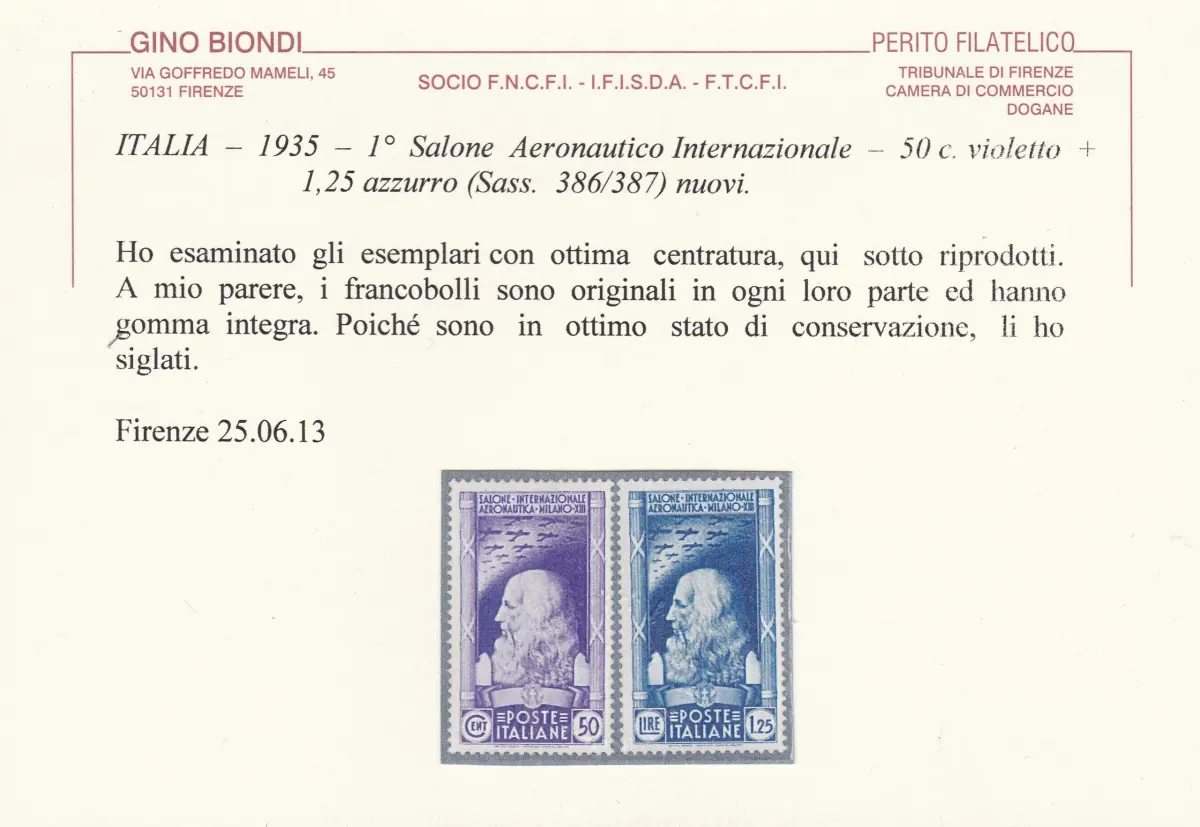 GINO BIONDI
PERITO FILATELICO
VIA GOFFREDO MAMELI, 45
50131 FIRENZE
SOCIO F.N.C.F.I. - I.F.I.S.D.A. - F.T.C.F.I.
TRIBUNALE DI FIRENZE
CAMERA DI COMMERCIO
DOGANE
ITALIA – 1935 – 1° Salone Aeronautico Internazionale – 50 c. violetto +
1,25 azzurro (Sass. 386/387) nuovi.
Ho esaminato gli esemplari con ottima centratura, qui sotto riprodotti.
A mio parere, i francobolli sono originali in ogni loro parte ed hanno
gomma integra. Poiché sono in ottimo stato di conservazione, li ho
siglati.
Firenze 25.06.13
SALONE·INTERNAZIONALE
AERONAUTICA·MILANO·XIII
CENT
POSTE
ITALIANE
50
SALONE·INTERNAZIONALE
AERONAUTICA·MILANO·XIII
LIRE
POSTE
ITALIANE
1.25